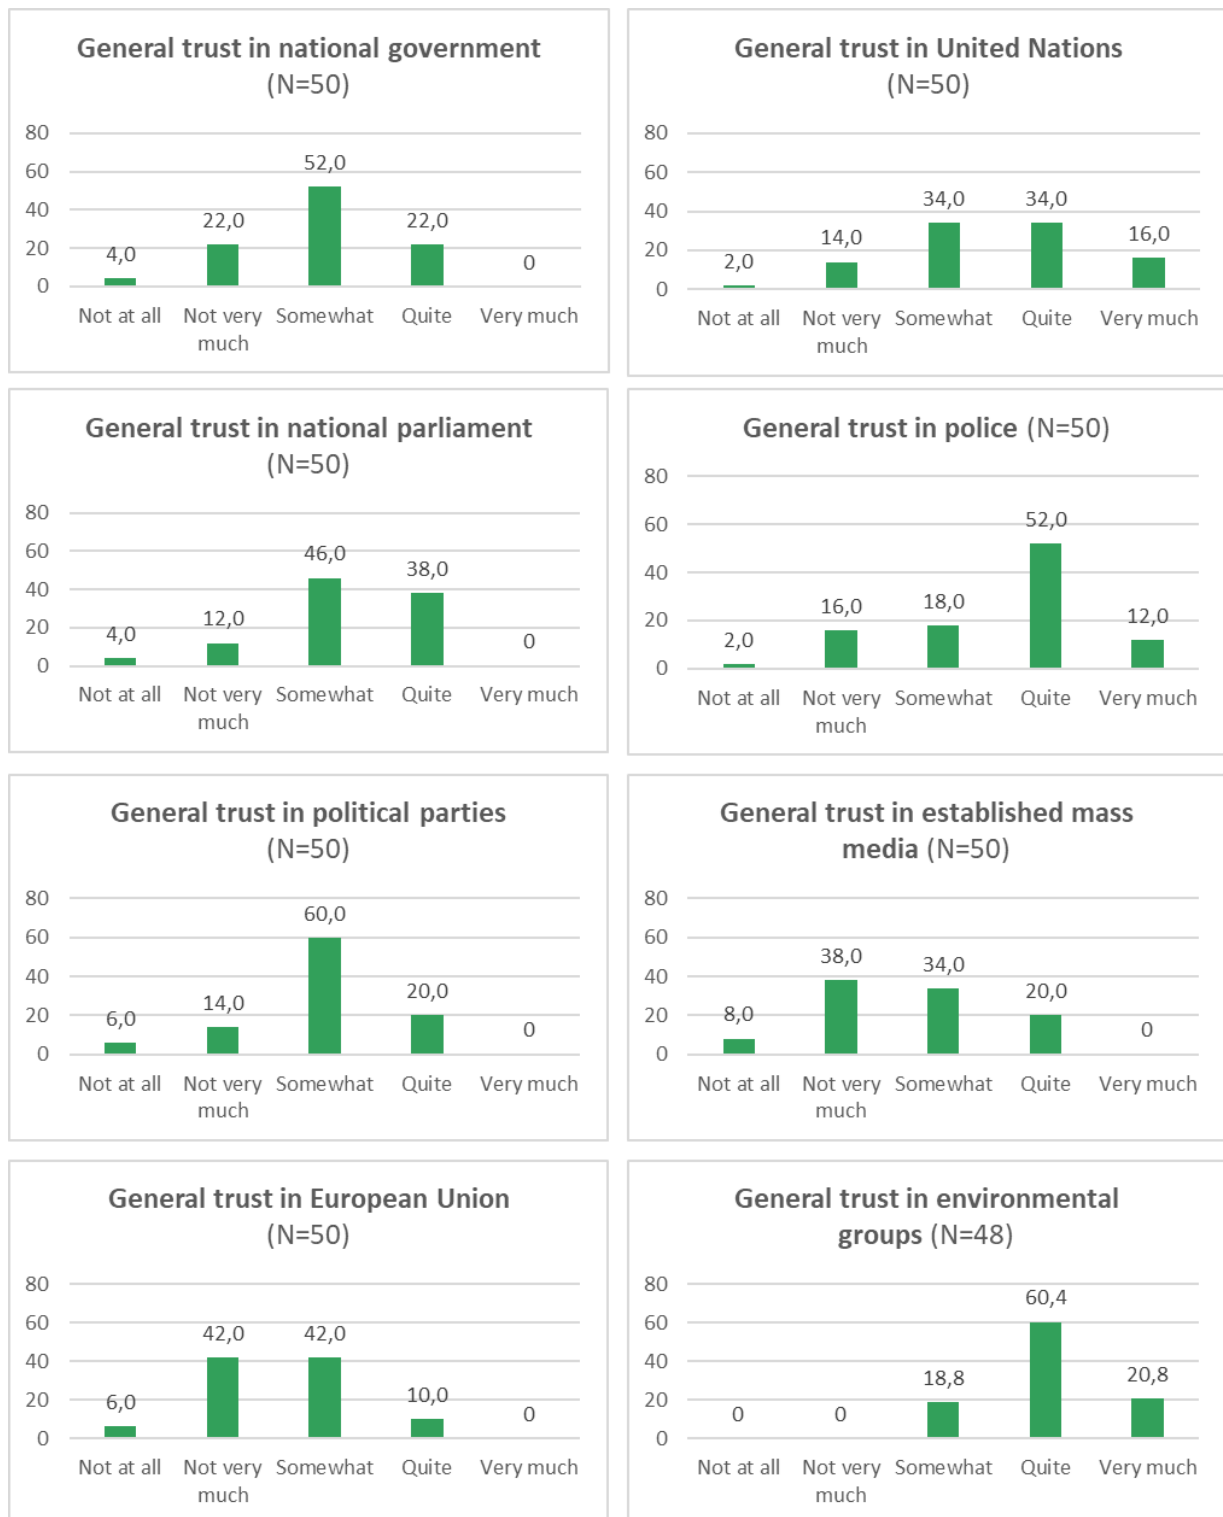 General trust in national government
(N=50)
80
60
40
20
0
4,0
22,0
52,0
22,0
0
Not at all
Not very
much
Somewhat
Quite
Very much
General trust in United Nations
(N=50)
80
60
40
20
0
2,0
14,0
34,0
34,0
16,0
Not at all
Not very
much
Somewhat
Quite
Very much
General trust in national parliament
(N=50)
80
60
40
20
0
4,0
12,0
46,0
38,0
0
Not at all
Not very
much
Somewhat
Quite
Very much
General trust in police (N=50)
80
60
40
20
0
2,0
16,0
18,0
52,0
12,0
Not at all
Not very
much
Somewhat
Quite
Very much
General trust in political parties
(N=50)
80
60
40
20
0
6,0
14,0
60,0
20,0
0
Not at all
Not very
much
Somewhat
Quite
Very much
General trust in established mass
media (N=50)
80
60
40
20
0
8,0
38,0
34,0
20,0
0
Not at all
Not very
much
Somewhat
Quite
Very much
General trust in European Union
(N=50)
80
60
40
20
0
6,0
42,0
42,0
10,0
0
Not at all
Not very
much
Somewhat
Quite
Very much
General trust in environmental
groups (N=48)
80
60
40
20
0
0
0
18,8
60,4
20,8
Not at all
Not very
much
Somewhat
Quite
Very much